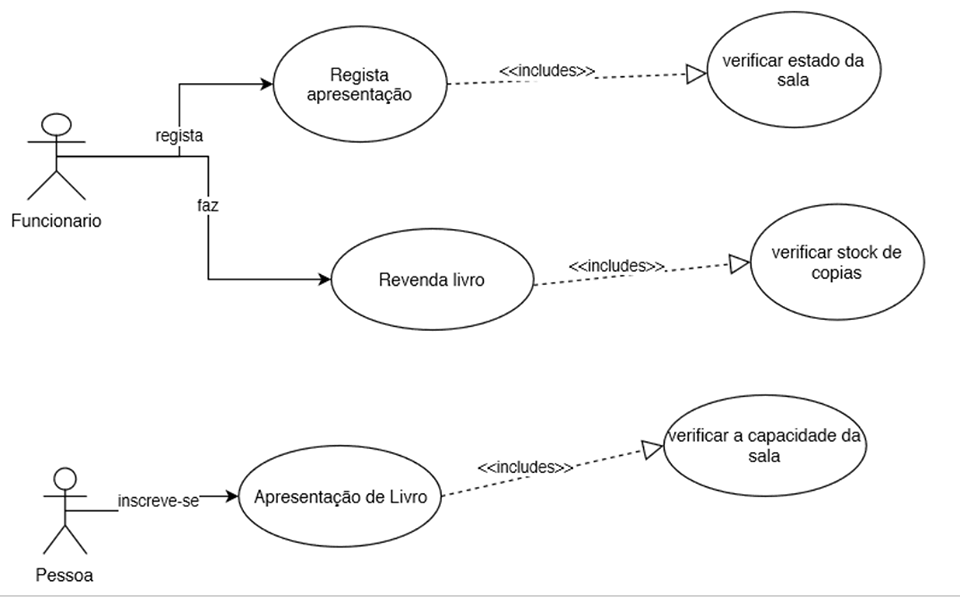 Regista
apresentação
<<includes>>
verificar estado da
sala
regista
Funcionario
faz
Revenda livro
<<includes>>
verificar stock de
copias
Pessoa
inscreve-se
Apresentação de Livro
<<includes>>
verificar a capacidade da
sala